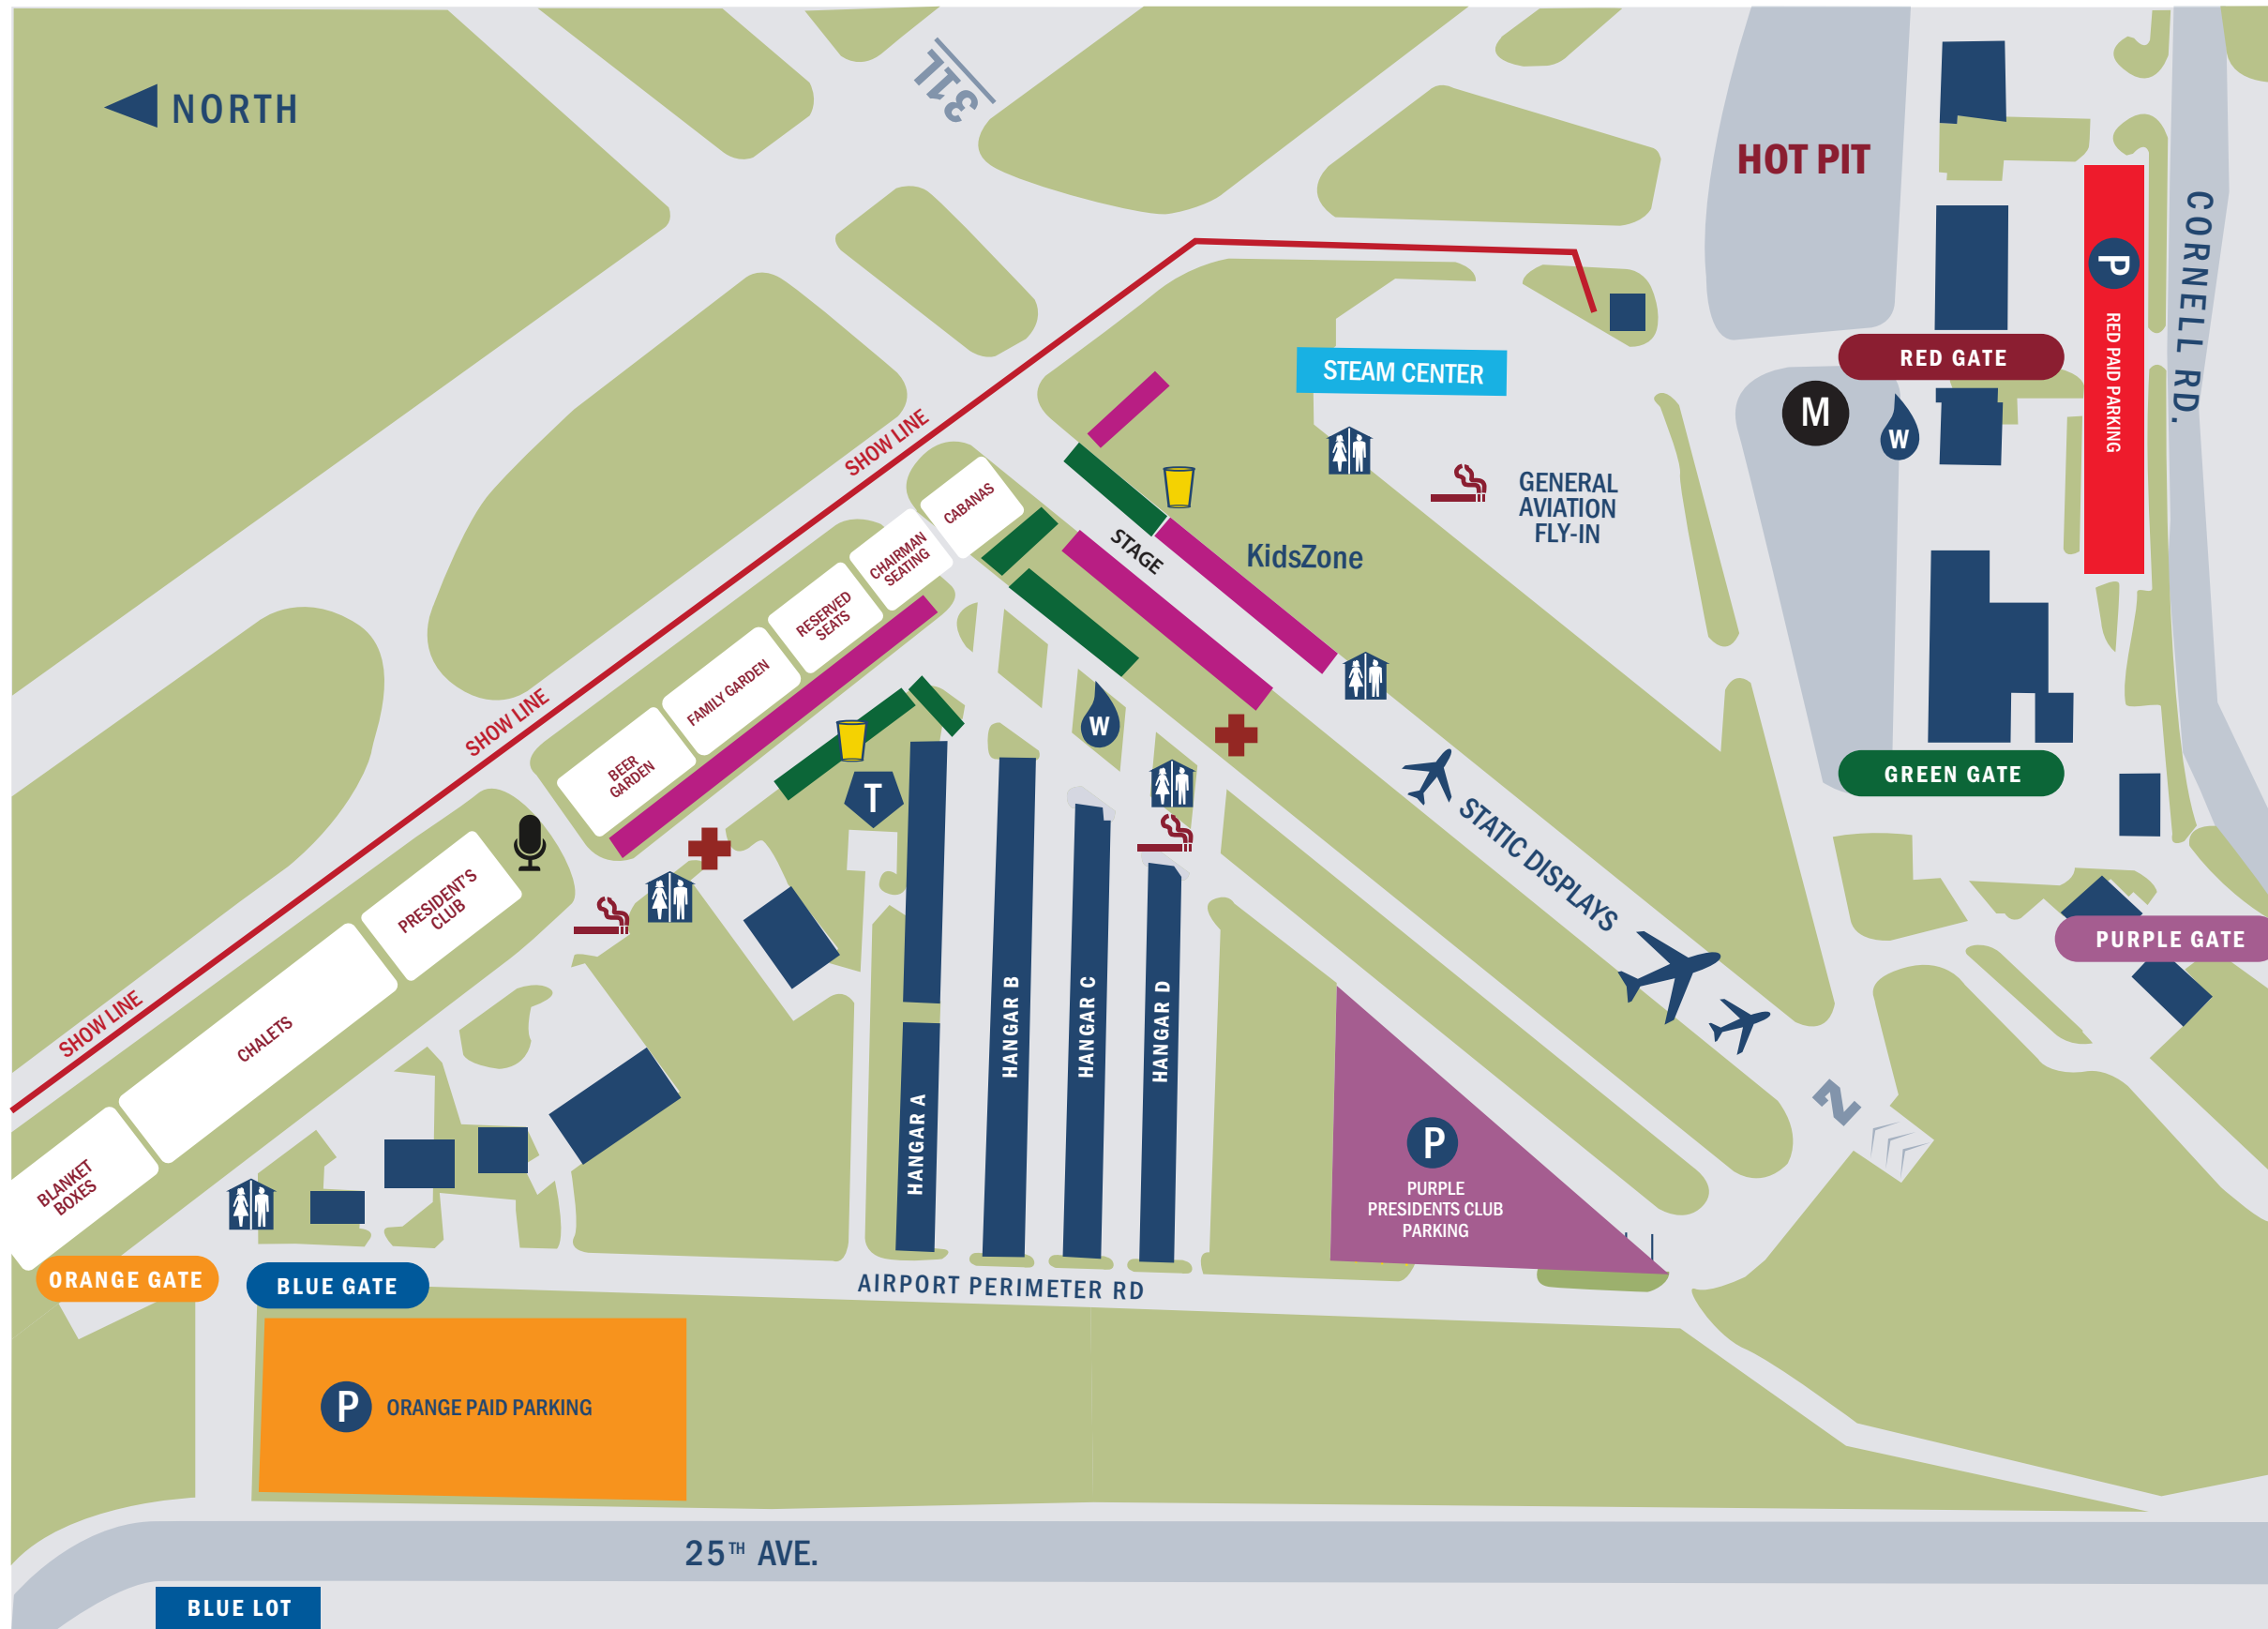 NORTH
31L
HOT PIT
CORNELL RD.
P
RED PAID PARKING
RED GATE
M
W
STEAM CENTER
SHOW LINE
GENERAL
AVIATION
FLY-IN
CABANAS
CHAIRMAN
SEATING
RESERVED
SEATS
FAMILY GARDEN
BEER
GARDEN
STAGE
KidsZone
SHOW LINE
W
T
GREEN GATE
STATIC DISPLAYS
PRESIDENT'S
CLUB
CHALETS
SHOW LINE
BLANKET
BOXES
PURPLE GATE
HANGAR A
HANGAR B
HANGAR C
HANGAR D
2
P
PURPLE
PRESIDENTS CLUB
PARKING
ORANGE GATE
BLUE GATE
AIRPORT PERIMETER RD
P
ORANGE PAID PARKING
25TH AVE.
BLUE LOT